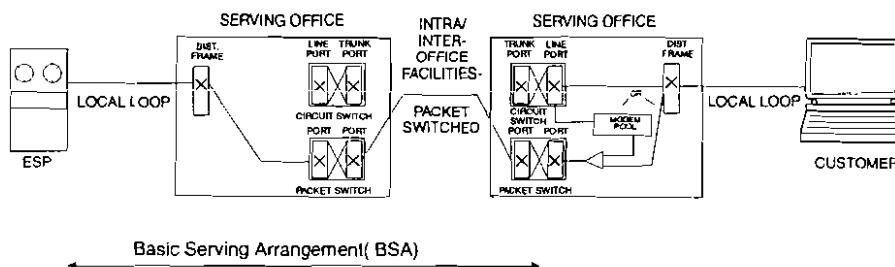 SERVING OFFICE
INTRA/
INTER-
OFFICE
FACILITIES-
SERVING OFFICE
DIST.
FRAME
LINE TRUNK
PORT PORT
TRUNK LINE
PORT PORT
DIST
FRAME
LOCAL LOOP
CIRCUIT SWITCH
PACKET
SWITCHED
CIRCUIT
SWITCH
OR
MODEM
POOL
LOCAL LOOP
PORT PORT
PORT PORT
ESP
PACKET SWITCH
PACKET SWITCH
CUSTOMER
Basic Serving Arrangement( BSA)